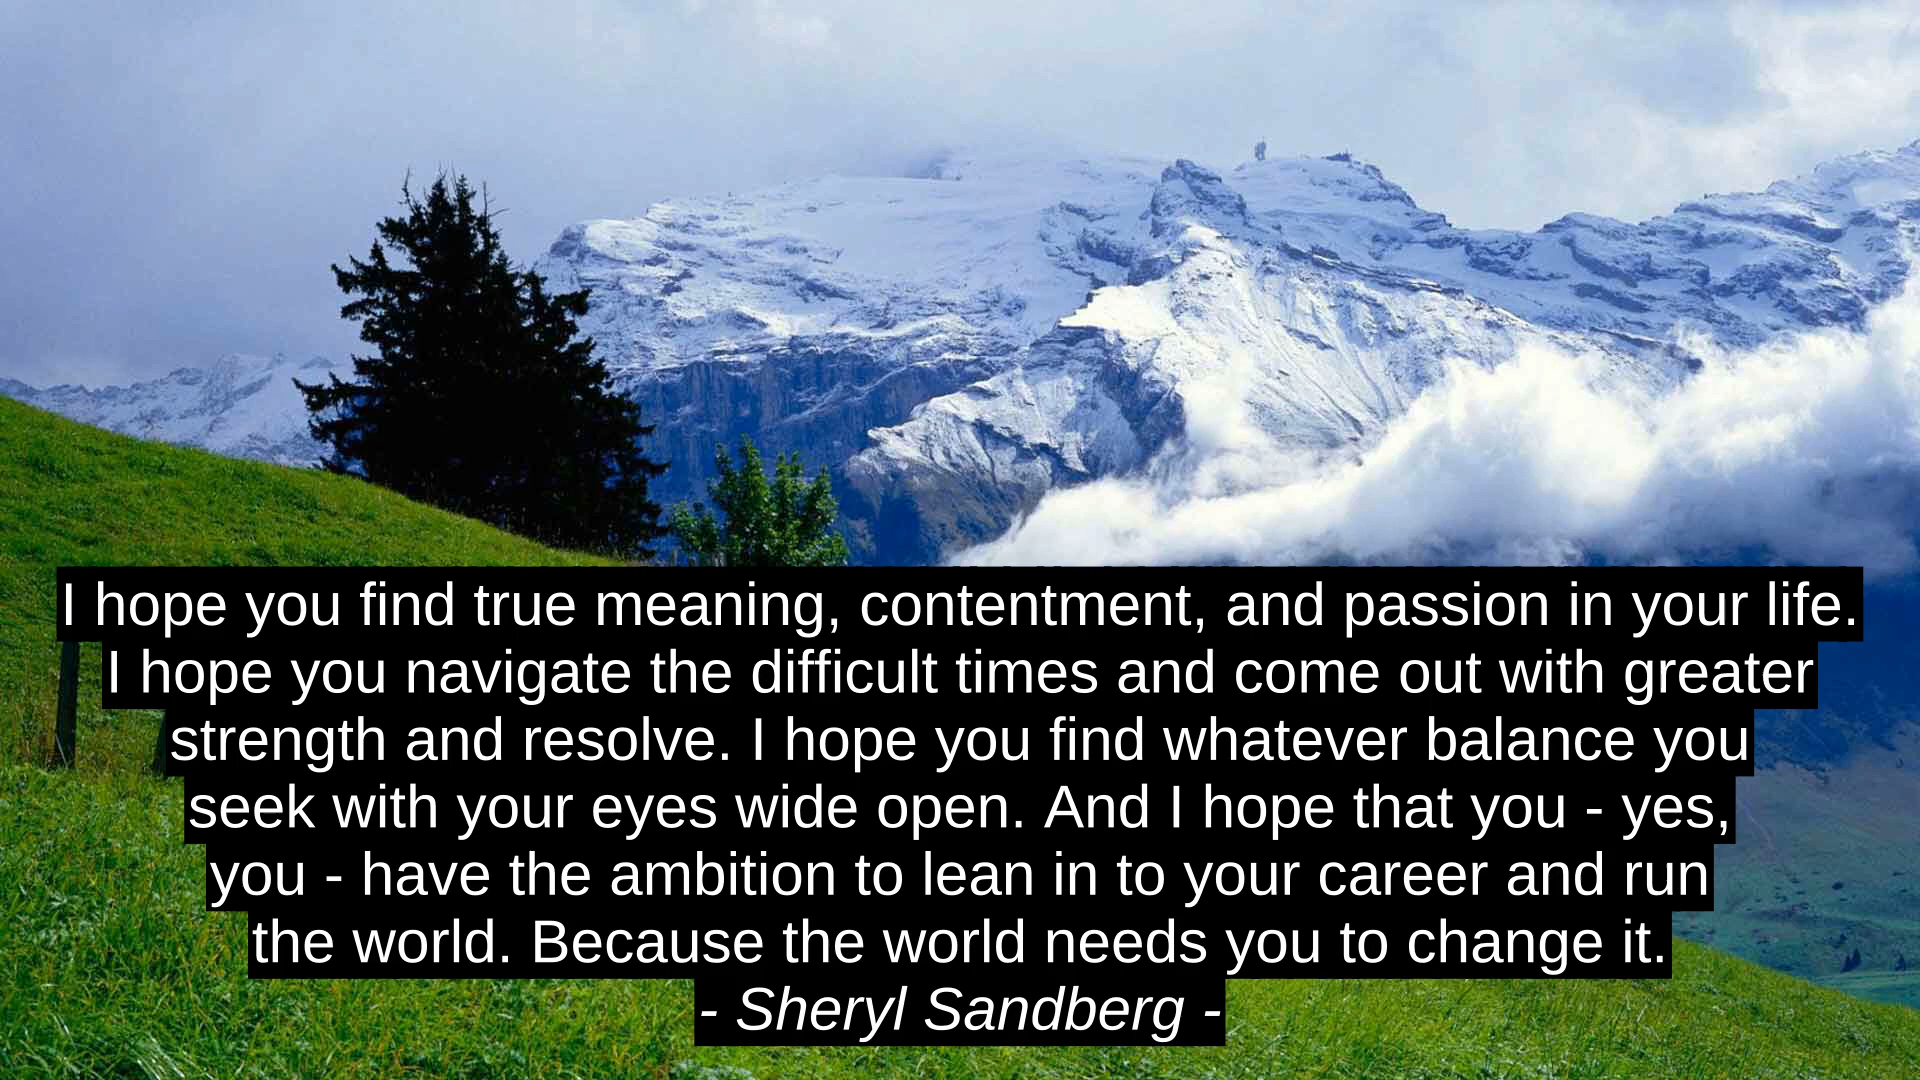 I hope you find true meaning, contentment, and passion in your life.
I hope you navigate the difficult times and come out with greater
strength and resolve. I hope you find whatever balance you
seek with your eyes wide open. And I hope that you - yes,
you - have the ambition to lean in to your career and run
the world. Because the world needs you to change it.
- Sheryl Sandberg -